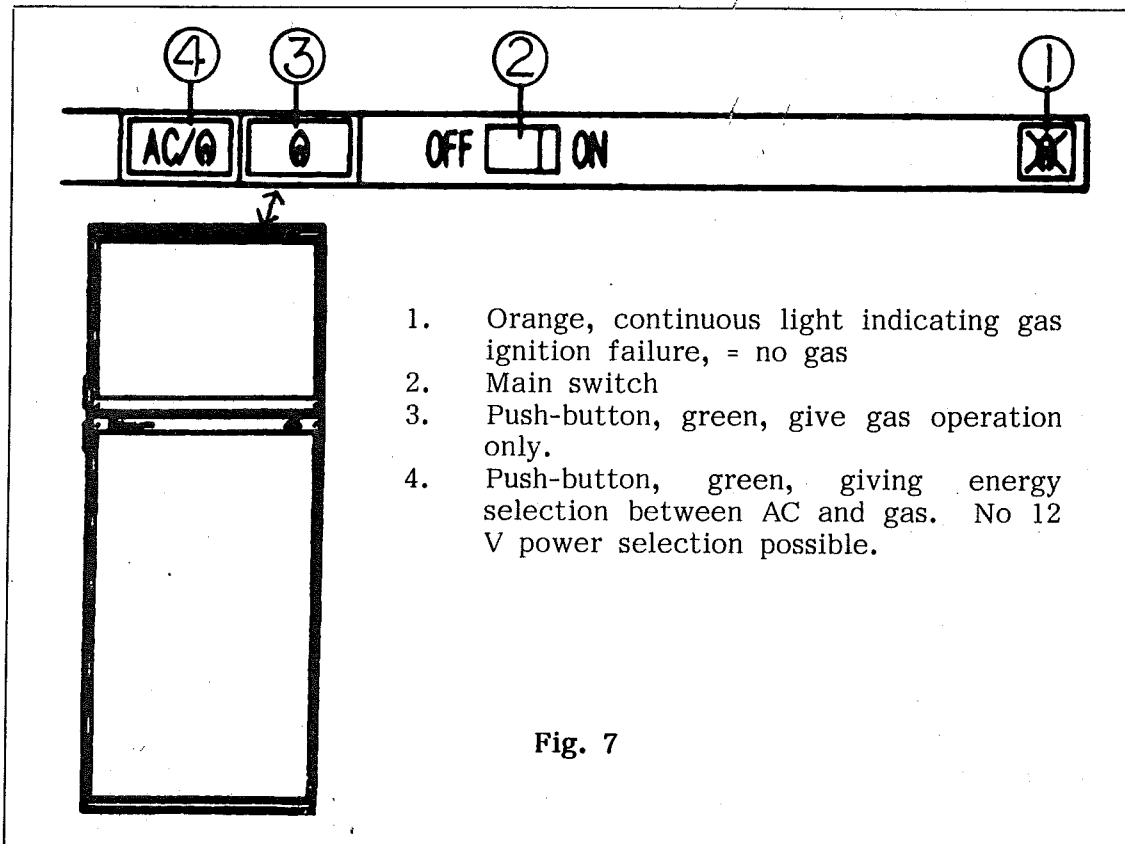 ④ ③ ② ①
AC/ OFF ON
1. Orange, continuous light indicating gas
ignition failure, = no gas
2. Main switch
3. Push-button, green, give gas operation
only.
4. Push-button, green, giving energy
selection between AC and gas. No 12
V power selection possible.
Fig. 7